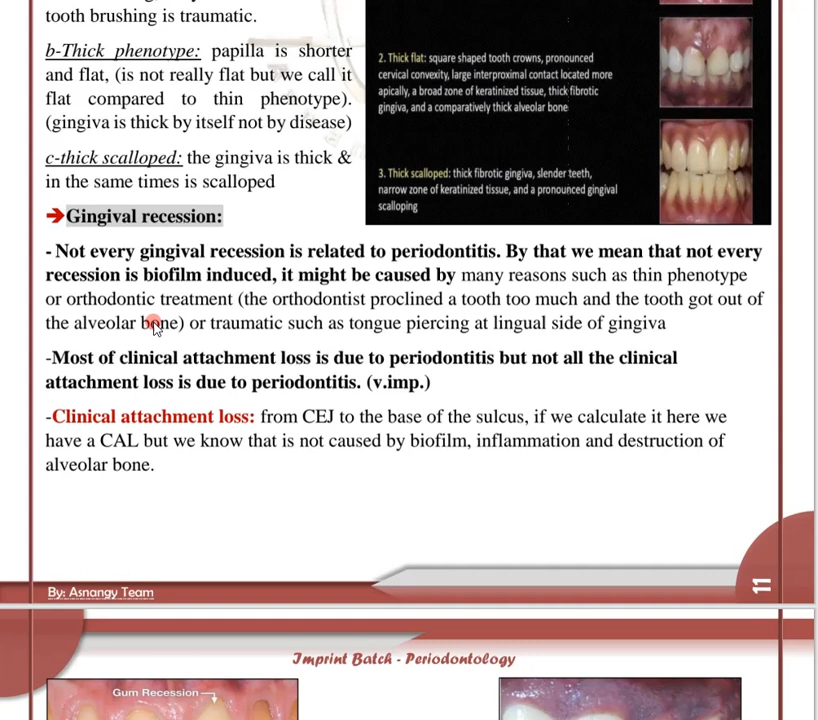 tooth brushing is traumatic.
b-Thick phenotype: papilla is shorter
and flat, (is not really flat but we call it
flat compared to thin phenotype).
(gingiva is thick by itself not by disease)
c-thick scalloped: the gingiva is thick &
in the same times is scalloped
2. Thick flat: square shaped tooth crowns, pronounced
cervical convexity, large interproximal contact located more
apically, a broad zone of keratinized tissue, thick fibrotic
gingiva, and a comparatively thick alveolar bone
3. Thick scalloped: thick fibrotic gingiva, slender teeth,
narrow zone of keratinized tissue, and a pronounced gingival
scalloping
➔Gingival recession:
- Not every gingival recession is related to periodontitis. By that we mean that not every
recession is biofilm induced, it might be caused by many reasons such as thin phenotype
or orthodontic treatment (the orthodontist proclined a tooth too much and the tooth got out of
the alveolar bone) or traumatic such as tongue piercing at lingual side of gingiva
-Most of clinical attachment loss is due to periodontitis but not all the clinical
attachment loss is due to periodontitis. (v.imp.)
-Clinical attachment loss: from CEJ to the base of the sulcus, if we calculate it here we
have a CAL but we know that is not caused by biofilm, inflammation and destruction of
alveolar bone.
By: Asnangy Team
11
Imprint Batch - Periodontology
Gum Recession